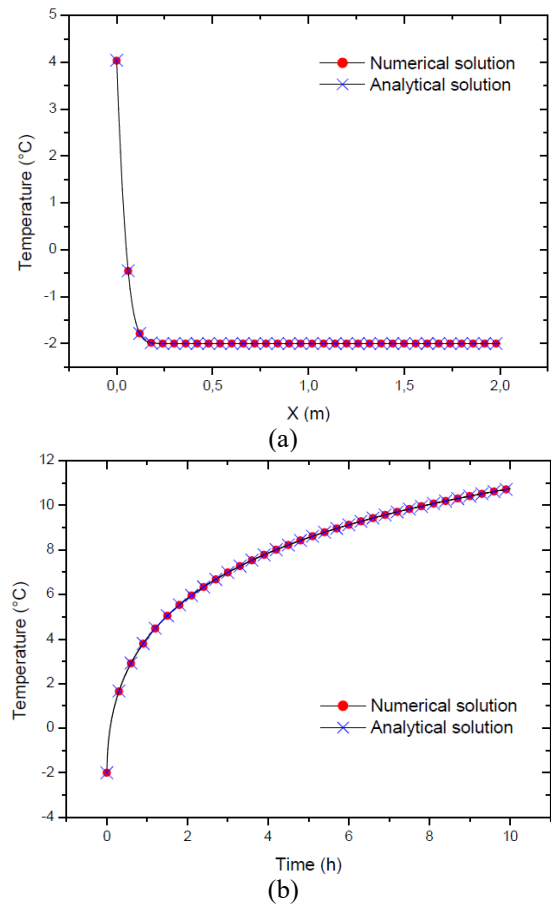 5
4
3
2
1
0
-1
-2
Temperature (°C)
Numerical solution
Analytical solution
0,0 0,5 1,0 1,5 2,0
X (m)
(a)
12
10
8
6
4
2
0
-2
-4
Temperature (°C)
Numerical solution
Analytical solution
0 2 4 6 8 10
Time (h)
(b)